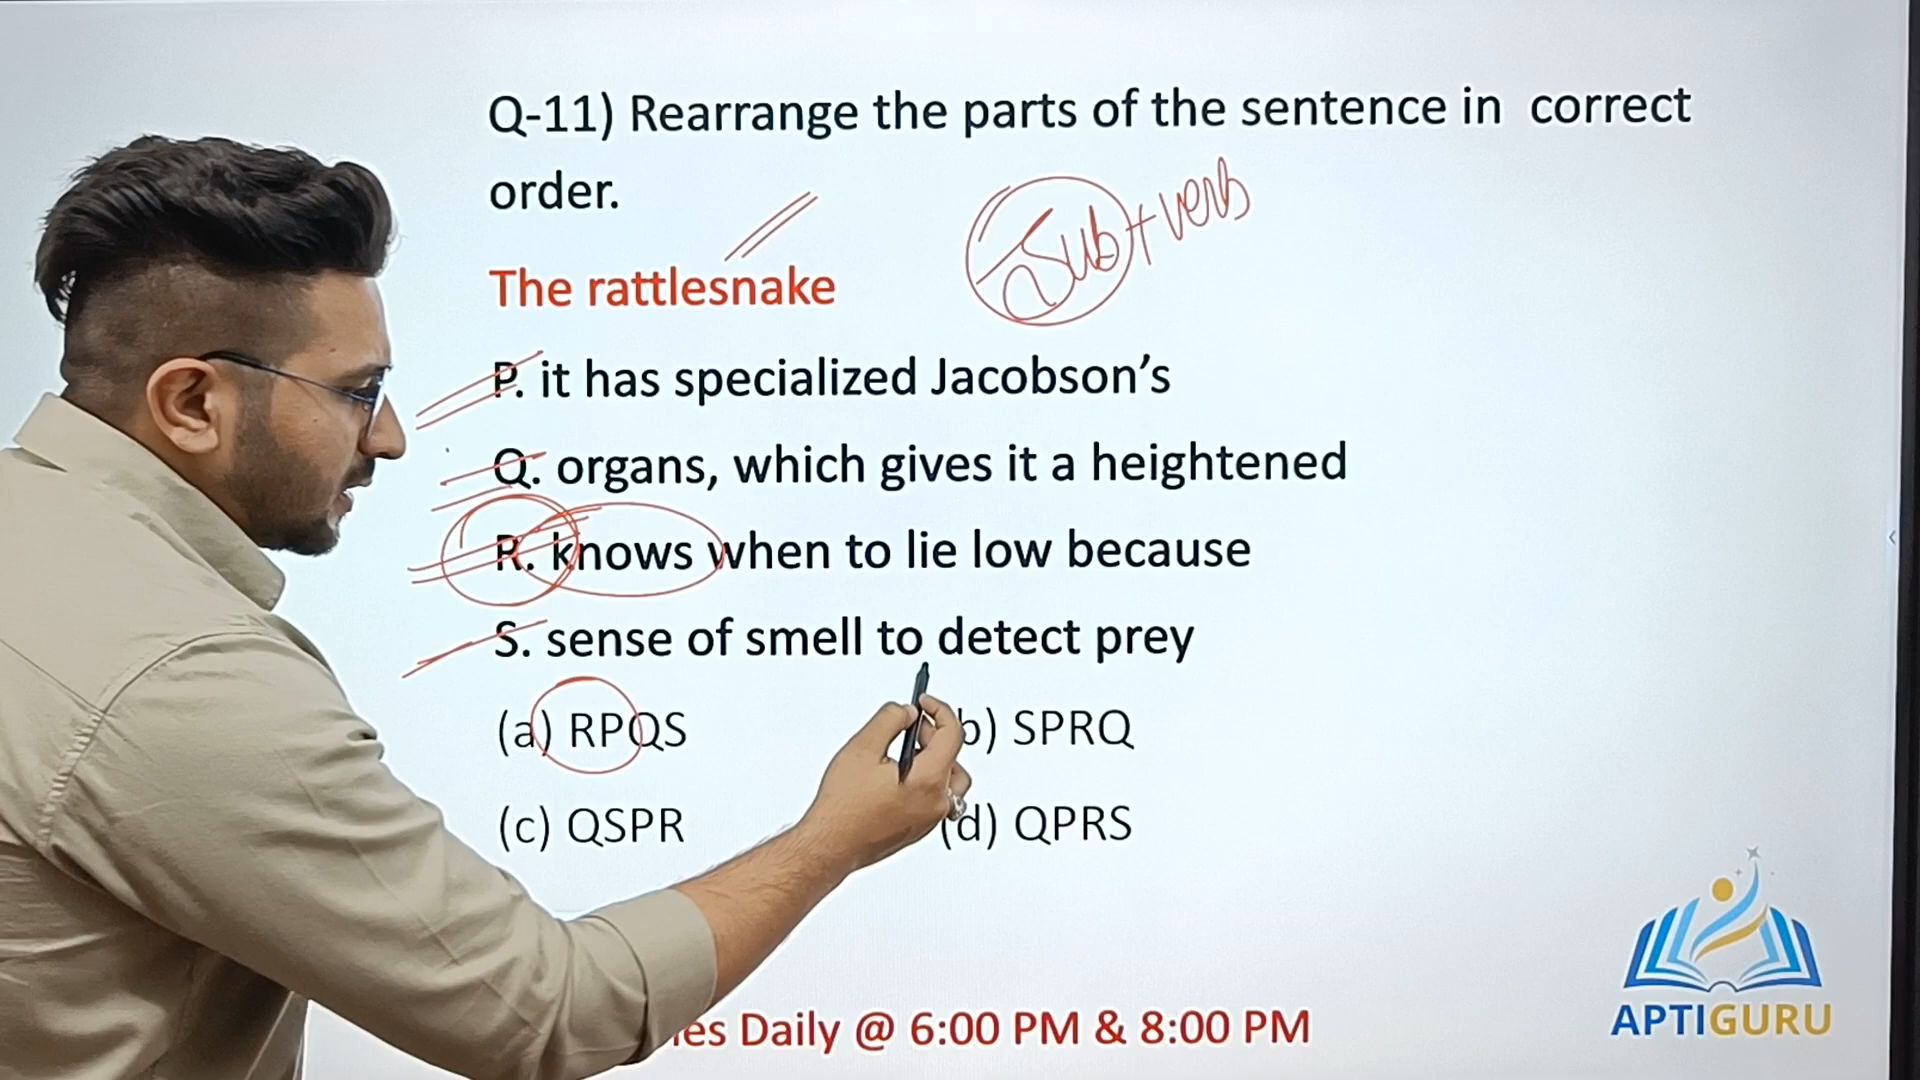 Q-11) Rearrange the parts of the sentence in correct
order.
Sub + verb
The rattlesnake
P. it has specialized Jacobson's
Q. organs, which gives it a heightened
R. knows when to lie low because
S. sense of smell to detect prey
(a) RPQS
b) SPRQ
(c) QSPR
(d) QPRS
APTIGURU
Daily @ 6:00 PM & 8:00 PM